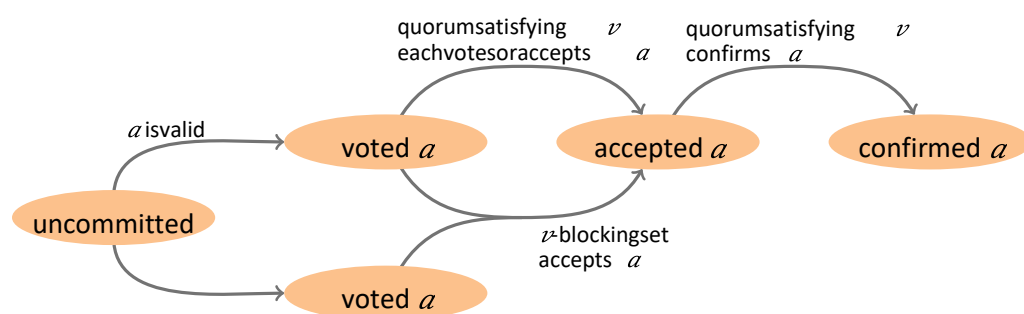 quorumsatisfying v
eachvotesoraccepts a
quorumsatisfying v
confirms a
a isvalid
voted a
accepted a
confirmed a
uncommitted
v-blockingset
accepts a
voted a